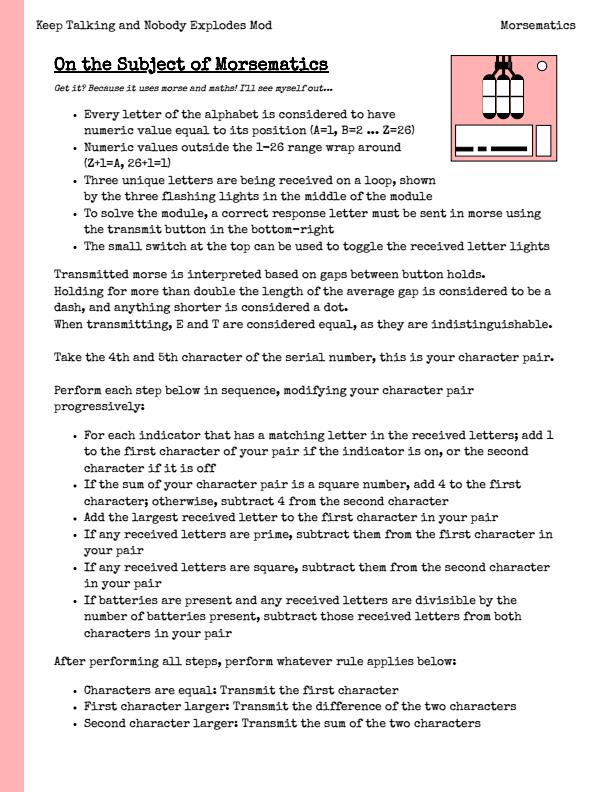 Keep Talking and Nobody Explodes Mod
Morsematics
On the Subject of Morsematics
Get it? Because it uses morse and maths! I'll see myself out...
• Every letter of the alphabet is considered to have
numeric value equal to its position (A=1, B=2 ... Z=26)
• Numeric values outside the 1-26 range wrap around
(Z+1=A, 26+1=1)
• Three unique letters are being received on a loop, shown
by the three flashing lights in the middle of the module
• To solve the module, a correct response letter must be sent in morse using
the transmit button in the bottom-right
• The small switch at the top can be used to toggle the received letter lights
Transmitted morse is interpreted based on gaps between button holds.
Holding for more than double the length of the average gap is considered to be a
dash, and anything shorter is considered a dot.
When transmitting, E and T are considered equal, as they are indistinguishable.
Take the 4th and 5th character of the serial number, this is your character pair.
Perform each step below in sequence, modifying your character pair
progressively:
• For each indicator that has a matching letter in the received letters; add 1
to the first character of your pair if the indicator is on, or the second
character if it is off
• If the sum of your character pair is a square number, add 4 to the first
character; otherwise, subtract 4 from the second character
• Add the largest received letter to the first character in your pair
• If any received letters are prime, subtract them from the first character in
your pair
• If any received letters are square, subtract them from the second character
in your pair
• If batteries are present and any received letters are divisible by the
number of batteries present, subtract those received letters from both
characters in your pair
After performing all steps, perform whatever rule applies below:
• Characters are equal: Transmit the first character
• First character larger: Transmit the difference of the two characters
• Second character larger: Transmit the sum of the two characters